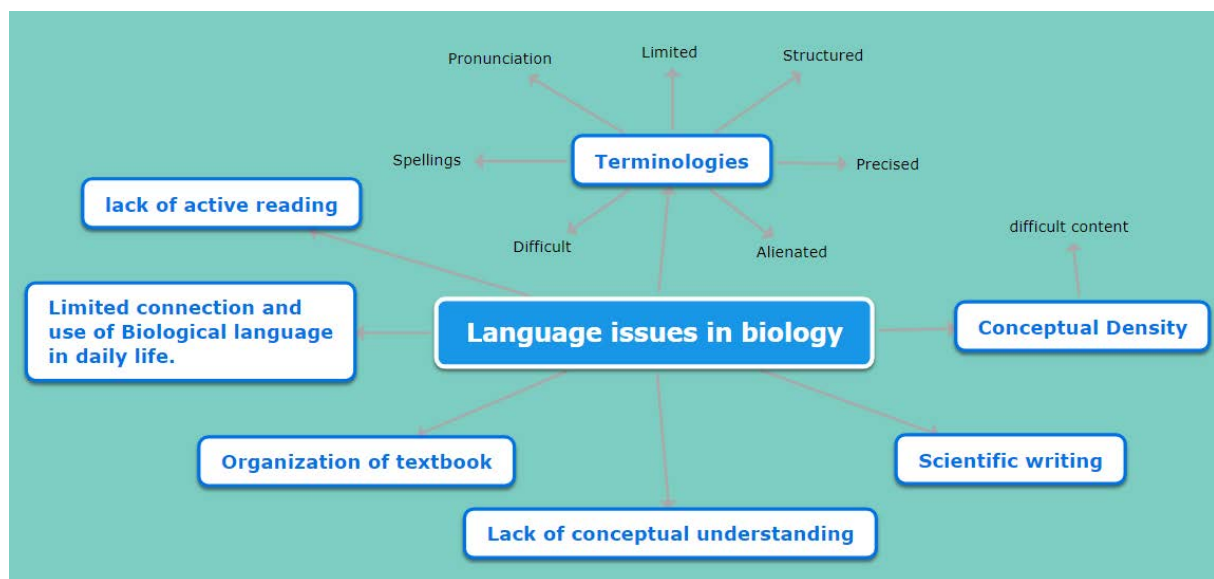 Pronunciation
Limited
Structured
Spellings
Terminologies
Precised
lack of active reading
Difficult
Alienated
difficult content
Limited connection and
use of Biological language
in daily life.
Language issues in biology
Conceptual Density
Organization of textbook
Scientific writing
Lack of conceptual understanding